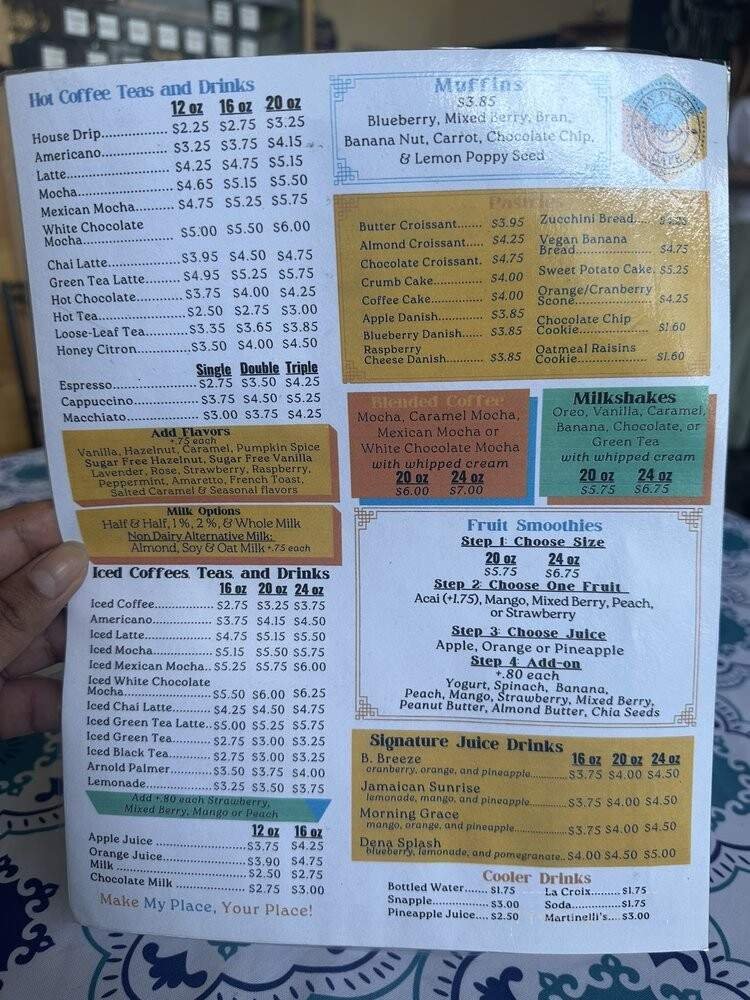 Hot Coffee Teas and Drinks
12 oz 16 oz 20 oz
House Drip................ $2.25 $2.75 $3.25
Americano................. $3.25 $3.75 $4.15
Latte..................... $4.25 $4.75 $5.15
Mocha..................... $4.65 $5.15 $5.50
Mexican Mocha........ $4.75 $5.25 $5.75
White Chocolate
Mocha..................... $5.00 $5.50 $6.00
Chai Latte................ $3.95 $4.50 $4.75
Green Tea Latte......... $4.95 $5.25 $5.75
Hot Chocolate........... $3.75 $4.00 $4.25
Hot Tea................... $2.50 $2.75 $3.00
Loose-Leaf Tea......... $3.35 $3.65 $3.85
Honey Citron............ $3.50 $4.00 $4.50
Single Double Triple
Espresso.................. $2.75 $3.50 $4.25
Cappuccino............... $3.75 $4.50 $5.25
Macchiato................ $3.00 $3.75 $4.25
Add Flavors
+.75 each
Vanilla, Hazelnut, Caramel, Pumpkin Spice
Sugar Free Hazelnut, Sugar Free Vanilla
Lavender, Rose, Strawberry, Raspberry,
Peppermint, Amaretto, French Toast,
Salted Caramel & Seasonal flavors
Milk Options
Half & Half, 1%, 2%, & Whole Milk
Non Dairy Alternative Milk:
Almond, Soy & Oat Milk +.75 each
Iced Coffees, Teas, and Drinks
16 oz 20 oz 24 oz
Iced Coffee............... $2.75 $3.25 $3.75
Americano................ $3.75 $4.15 $4.50
Iced Latte................. $4.75 $5.15 $5.50
Iced Mocha............... $5.15 $5.50 $5.75
Iced Mexican Mocha.. $5.25 $5.75 $6.00
Iced White Chocolate
Mocha..................... $5.50 $6.00 $6.25
Iced Chai Latte.......... $4.25 $4.50 $4.75
Iced Green Tea Latte.. $5.00 $5.25 $5.75
Iced Green Tea.......... $2.75 $3.00 $3.25
Iced Black Tea........... $2.75 $3.00 $3.25
Arnold Palmer........... $3.50 $3.75 $4.00
Lemonade................. $3.25 $3.50 $3.75
Add +.80 each Strawberry,
Mixed Berry, Mango or Peach
12 oz 16 oz
Apple Juice ..................... $3.75 $4.25
Orange Juice.................... $3.90 $4.75
Milk .............................. $2.50 $2.75
Chocolate Milk ................ $2.75 $3.00
Make My Place, Your Place!
Muffins
$3.85
Blueberry, Mixed Berry, Bran,
Banana Nut, Carrot, Chocolate Chip,
& Lemon Poppy Seed
MY PLACE
CAFE
Pastries
Butter Croissant....... $3.95
Almond Croissant.... $4.25
Chocolate Croissant. $4.75
Crumb Cake............ $4.00
Coffee Cake............. $4.00
Apple Danish........... $3.85
Blueberry Danish..... $3.85
Raspberry
Cheese Danish.......... $3.85
Zucchini Bread..... $4.25
Vegan Banana
Bread..................... $4.75
Sweet Potato Cake. $5.25
Orange/Cranberry
Scone..................... $4.25
Chocolate Chip
Cookie................... $1.60
Oatmeal Raisins
Cookie................... $1.60
Blended Coffee
Mocha, Caramel Mocha,
Mexican Mocha or
White Chocolate Mocha
with whipped cream
20 oz 24 oz
$6.00 $7.00
Milkshakes
Oreo, Vanilla, Caramel,
Banana, Chocolate, or
Green Tea
with whipped cream
20 oz 24 oz
$5.75 $6.75
Fruit Smoothies
Step 1: Choose Size
20 oz 24 oz
$5.75 $6.75
Step 2: Choose One Fruit
Acai (+1.75), Mango, Mixed Berry, Peach,
or Strawberry
Step 3: Choose Juice
Apple, Orange or Pineapple
Step 4: Add-on
+.80 each
Yogurt, Spinach, Banana,
Peach, Mango, Strawberry, Mixed Berry,
Peanut Butter, Almond Butter, Chia Seeds
Signature Juice Drinks
16 oz 20 oz 24 oz
B. Breeze
cranberry, orange, and pineapple............ $3.75 $4.00 $4.50
Jamaican Sunrise
lemonade, mango, and pineapple............ $3.75 $4.00 $4.50
Morning Grace
mango, orange, and pineapple................ $3.75 $4.00 $4.50
Dena Splash
blueberry, lemonade, and pomegranate.. $4.00 $4.50 $5.00
Cooler Drinks
Bottled Water....... $1.75
Snapple................. $3.00
Pineapple Juice.... $2.50
La Croix......... $1.75
Soda................ $1.75
Martinelli's.... $3.00